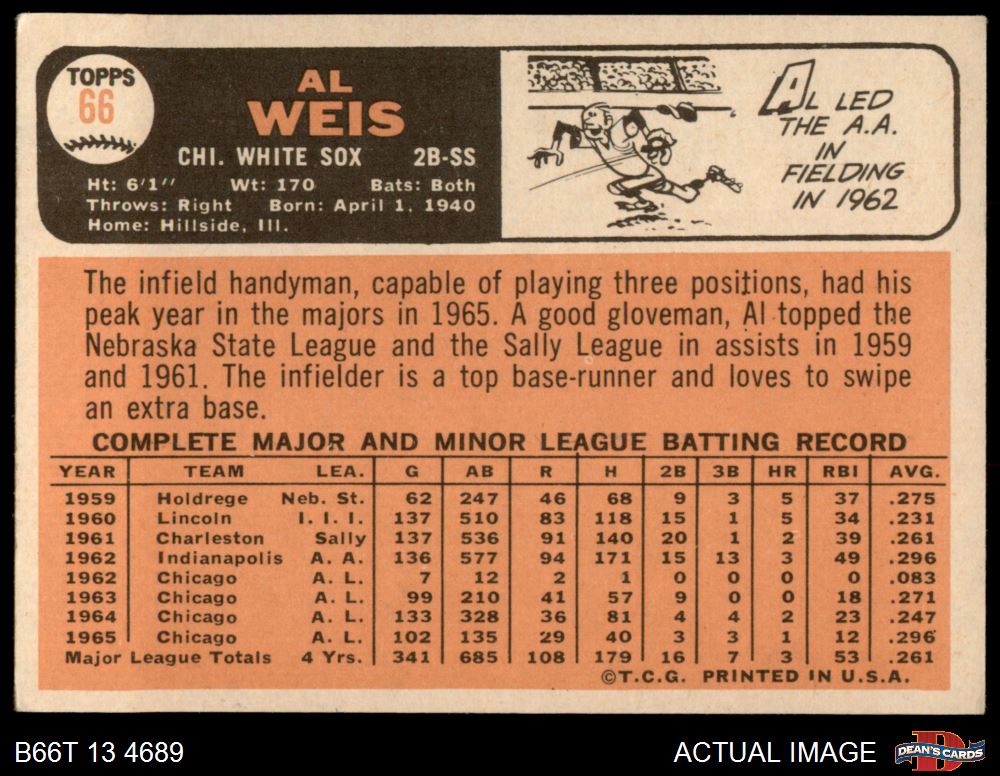 TOPPS
66
AL
WEIS
CHI. WHITE SOX 2B-SS
Ht: 6'1" Wt: 170 Bats: Both
Throws: Right Born: April 1, 1940
Home: Hillside, Ill.
AL LED
THE A.A.
IN
FIELDING
IN 1962
The infield handyman, capable of playing three positions, had his
peak year in the majors in 1965. A good gloveman, Al topped the
Nebraska State League and the Sally League in assists in 1959
and 1961. The infielder is a top base-runner and loves to swipe
an extra base.
COMPLETE MAJOR AND MINOR LEAGUE BATTING RECORD
YEAR TEAM LEA. G AB R H 2B 3B HR RBI AVG.
1959 Holdrege Neb. St. 62 247 46 68 9 3 5 37 .275
1960 Lincoln I. I. I. 137 510 83 118 15 1 5 34 .231
1961 Charleston Sally 137 536 91 140 20 1 2 39 .261
1962 Indianapolis A. A. 136 577 94 171 15 13 3 49 .296
1962 Chicago A. L. 7 12 2 1 0 0 0 0 .083
1963 Chicago A. L. 99 210 41 57 9 0 0 18 .271
1964 Chicago A. L. 133 328 36 81 4 4 2 23 .247
1965 Chicago A. L. 102 135 29 40 3 3 1 12 .296
Major League Totals 4 Yrs. 341 685 108 179 16 7 3 53 .261
©T.C.G. PRINTED IN U.S.A.
B66T 13 4689
ACTUAL IMAGE
DEAN'S CARDS